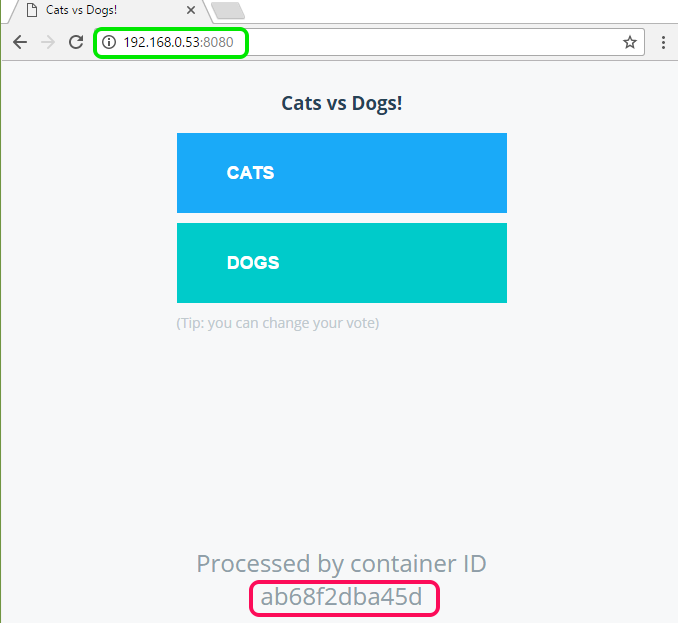 Cats vs Dogs!
192.168.0.53:8080
Cats vs Dogs!
CATS
DOGS
(Tip: you can change your vote)
Processed by container ID
ab68f2dba45d